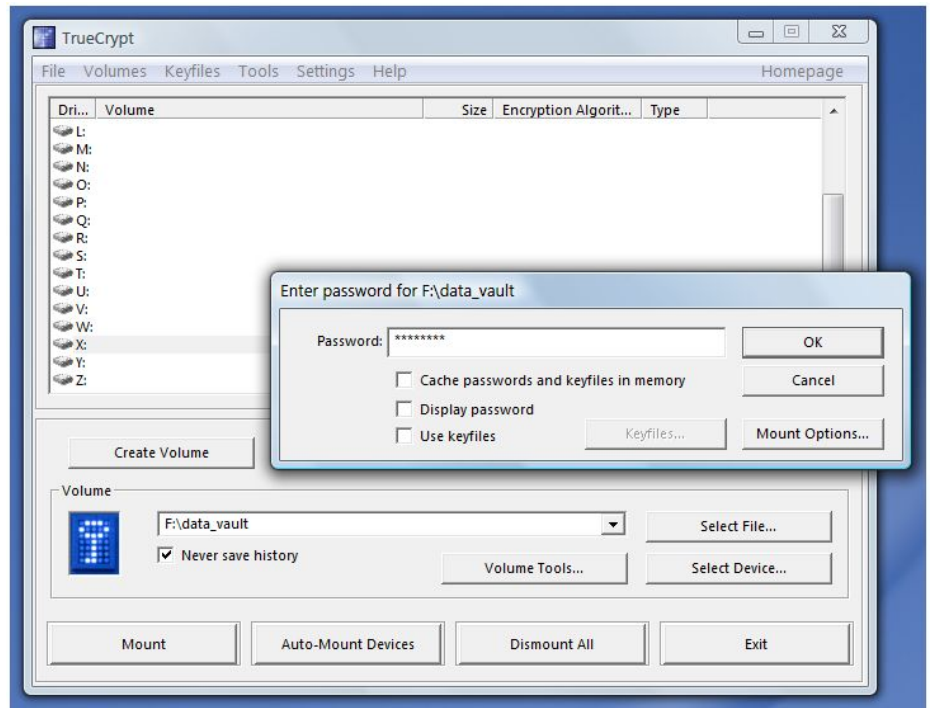 TrueCrypt
File Volumes Keyfiles Tools Settings Help Homepage
Dri... Volume Size Encryption Algorit... Type
L:
M:
N:
O:
P:
Q:
R:
S:
T:
U:
V:
W:
X:
Y:
Z:
Enter password for F:\data_vault
Password: ********
OK
Cache passwords and keyfiles in memory
Cancel
Display password
Use keyfiles
Keyfiles...
Mount Options...
Create Volume
Volume
F:\data_vault
Select File...
Never save history
Volume Tools...
Select Device...
Mount
Auto-Mount Devices
Dismount All
Exit